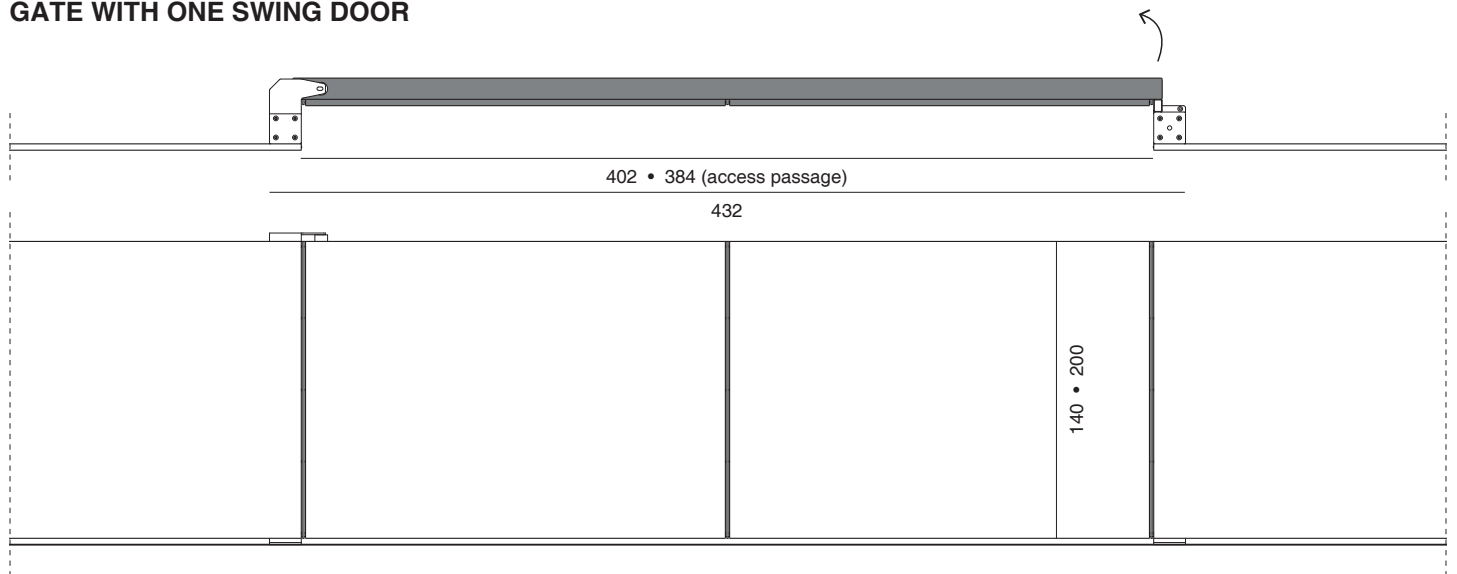 GATE WITH ONE SWING DOOR
402 • 384 (access passage)
432
140 • 200